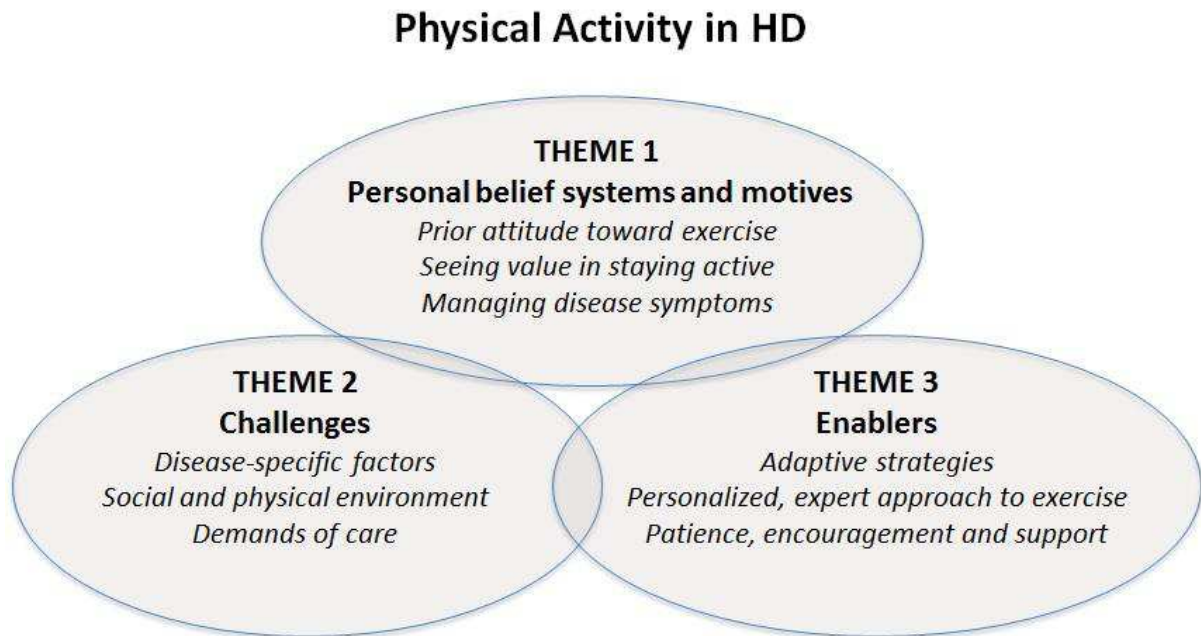 Physical Activity in HD
THEME 1
Personal belief systems and motives
Prior attitude toward exercise
Seeing value in staying active
Managing disease symptoms
THEME 2
Challenges
Disease-specific factors
Social and physical environment
Demands of care
THEME 3
Enablers
Adaptive strategies
Personalized, expert approach to exercise
Patience, encouragement and support